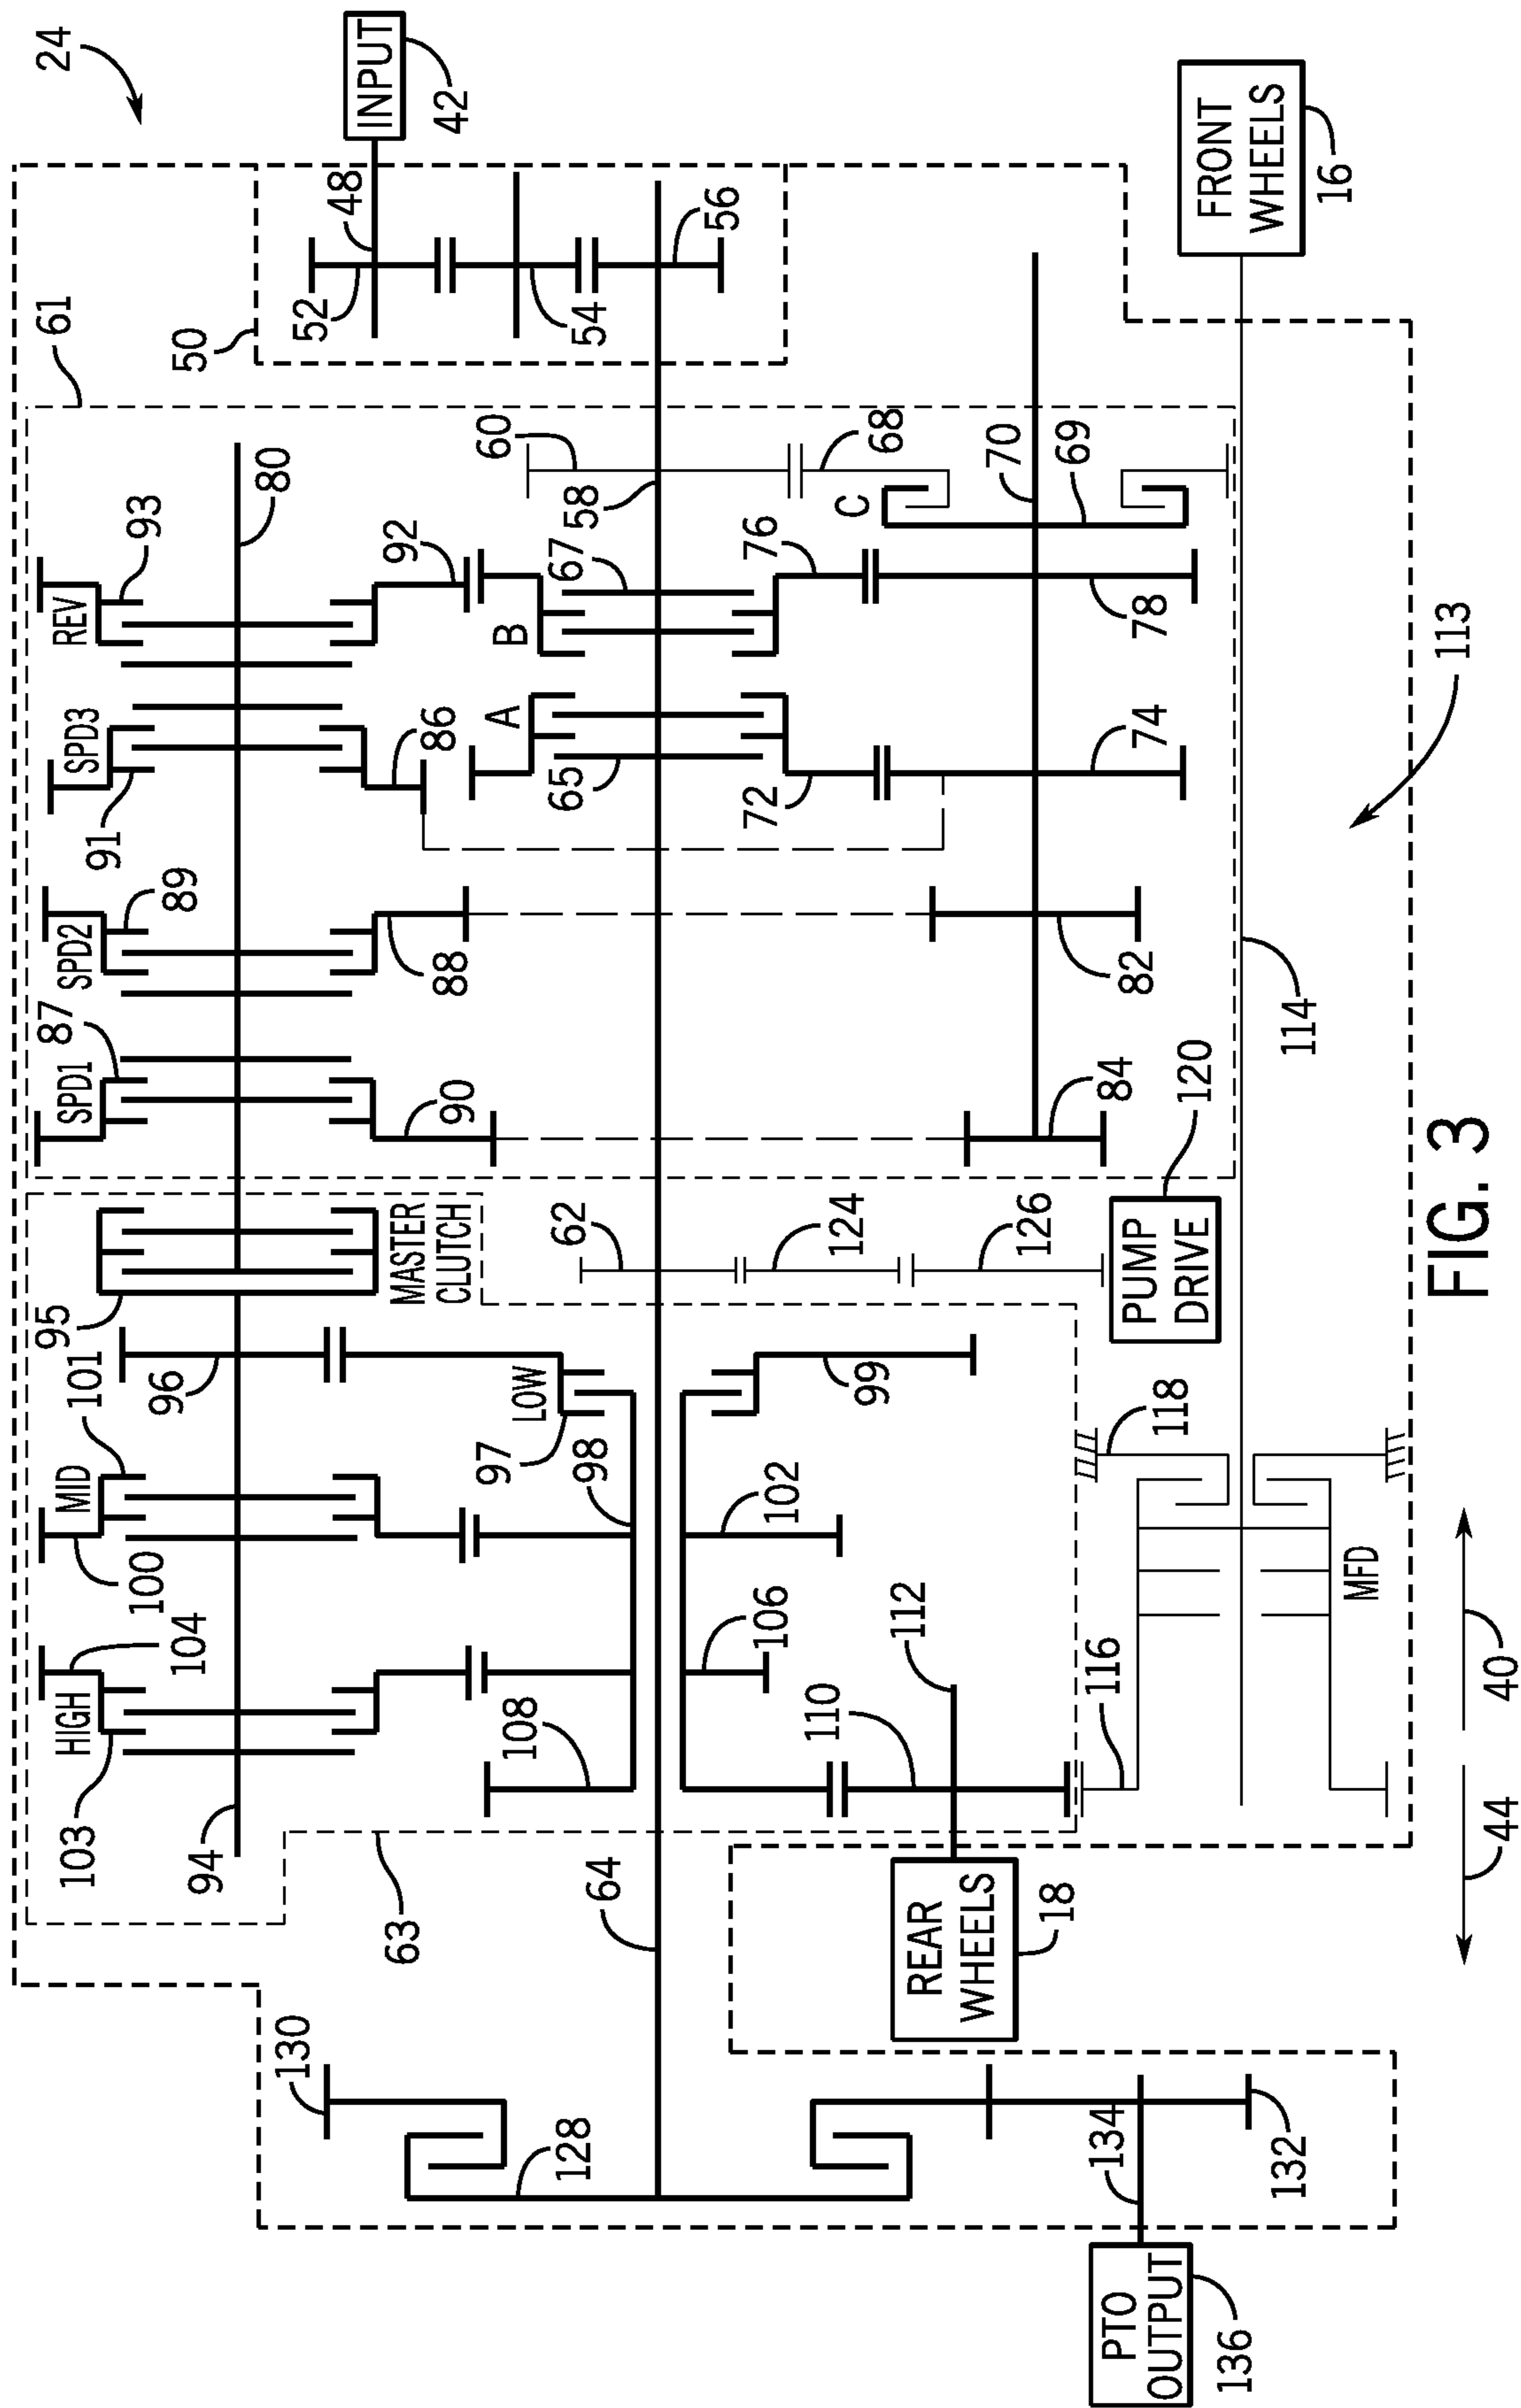 24
INPUT
42
48
50
52
54
56
61
60
58
68
C
70
69
FRONT
WHEELS
16
80
93
REV
92
67
B
76
78
113
SPD3
91
86
A
65
72
74
89
SPD2
88
82
114
87
SPD1
90
84
120
PUMP
DRIVE
MASTER
CLUTCH
62
124
126
95
101
96
LOW
97
98
99
118
MID
100
102
104
106
112
MFD
HIGH
103
108
110
116
94
63
64
REAR
WHEELS
18
40
44
130
128
134
132
PTO
OUTPUT
136
FIG. 3